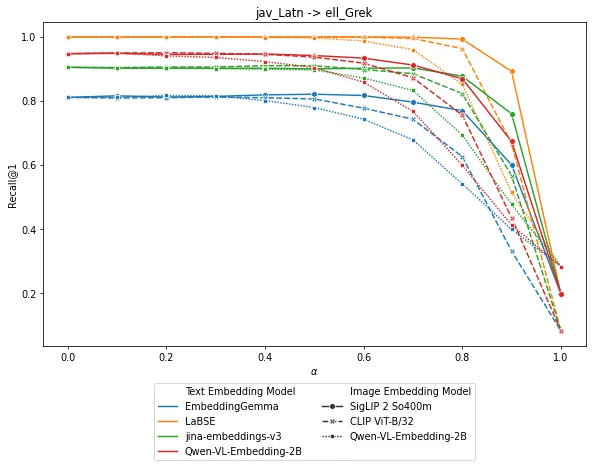 jav_Latn -> ell_Grek
Recall@1
1.0
0.8
0.6
0.4
0.2
0.0 0.2 0.4 0.6 0.8 1.0
α
Text Embedding Model Image Embedding Model
EmbeddingGemma SigLIP 2 So400m
LaBSE CLIP ViT-B/32
jina-embeddings-v3 Qwen-VL-Embedding-2B
Qwen-VL-Embedding-2B